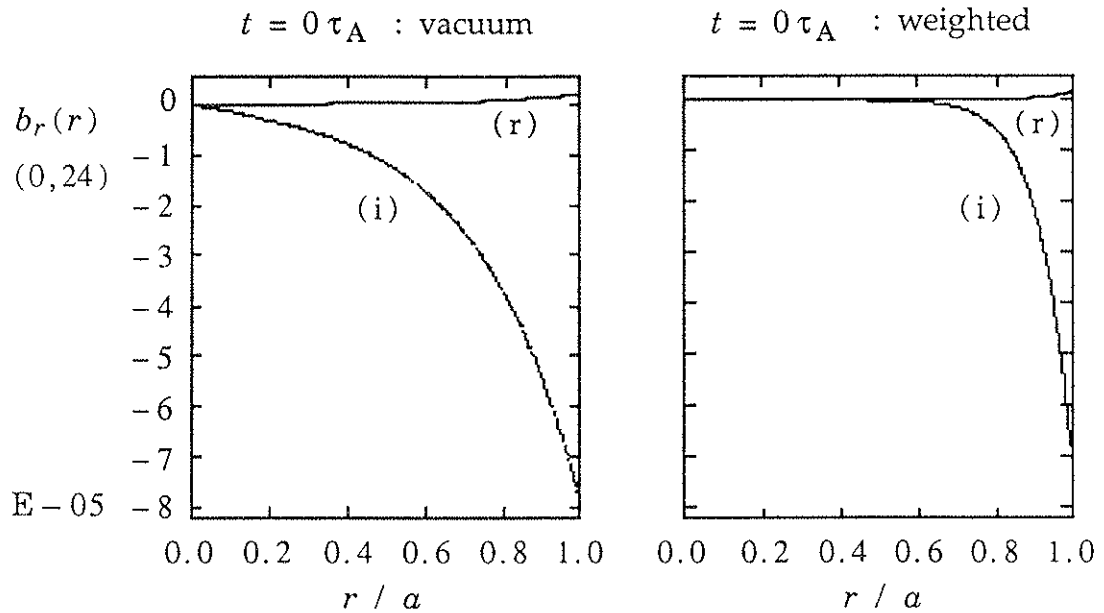 t = 0 τA : vacuum
t = 0 τA : weighted
br(r)
(0,24)
E-05
0
-1
-2
-3
-4
-5
-6
-7
-8
(r)
(i)
0.0 0.2 0.4 0.6 0.8 1.0
r / a
(r)
(i)
0.0 0.2 0.4 0.6 0.8 1.0
r / a